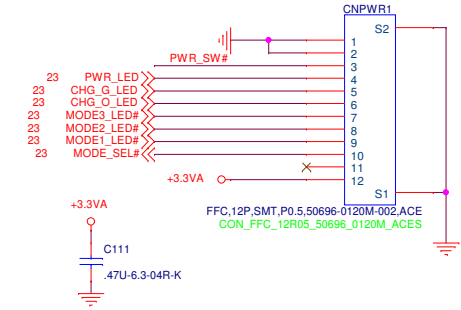 CNPWR1
S2
1
2
PWR_SW#
3
23 PWR_LED 4
23 CHG_G_LED 5
23 CHG_O_LED 6
23 MODE3_LED# 7
23 MODE2_LED# 8
23 MODE1_LED# 9
23 MODE_SEL# 10
11
+3.3VA 12
S1
FFC,12P,SMT,P0.5,50696-0120M-002,ACE
CON_FFC_12R05_50696_0120M_ACES
+3.3VA
C111
.47U-6.3-04R-K